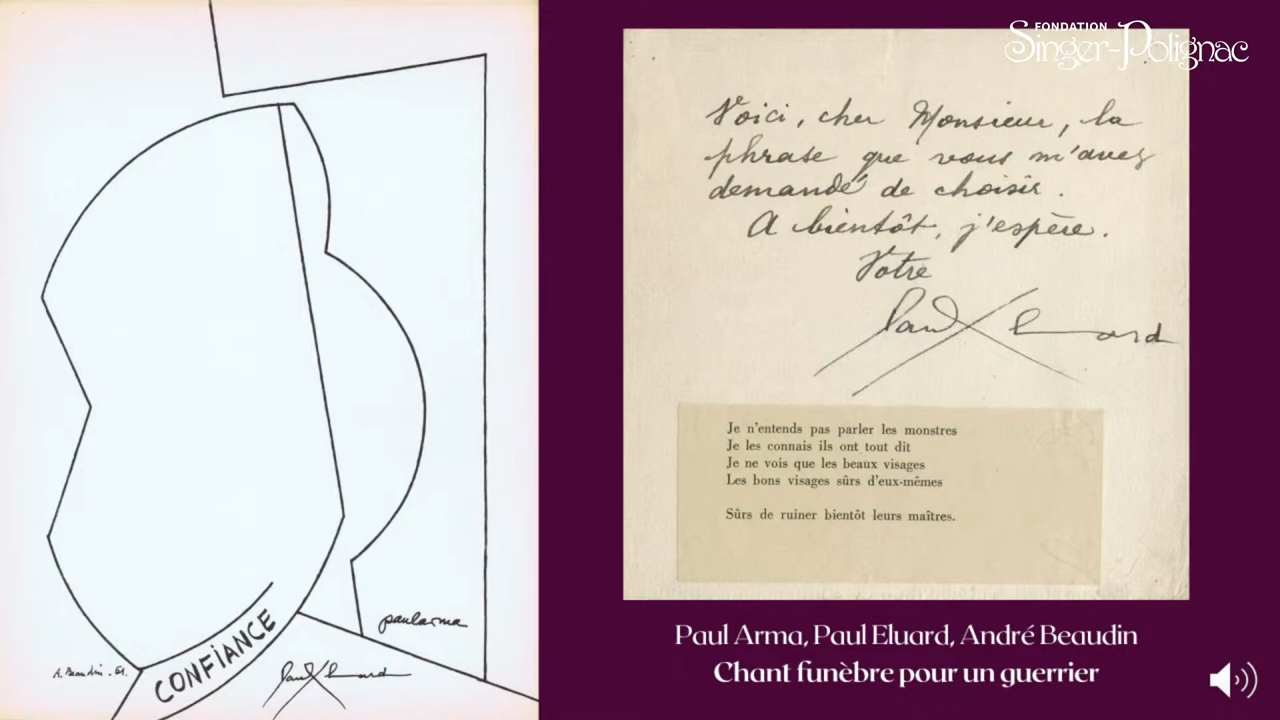 CONFIANCE
paularma
A. Beaudin - 51.
Paul Eluard
FONDATION
Singer-Polignac
Voici, cher Monsieur, la
phrase que vous m'avez
demandé de choisir.
A bientôt, j'espère.
Votre
Paul Eluard
Je n'entends pas parler les monstres
Je les connais ils ont tout dit
Je ne vois que les beaux visages
Les bons visages sûrs d'eux-mêmes
Sûrs de ruiner bientôt leurs maîtres.
Paul Arma, Paul Eluard, André Beaudin
Chant funèbre pour un guerrier